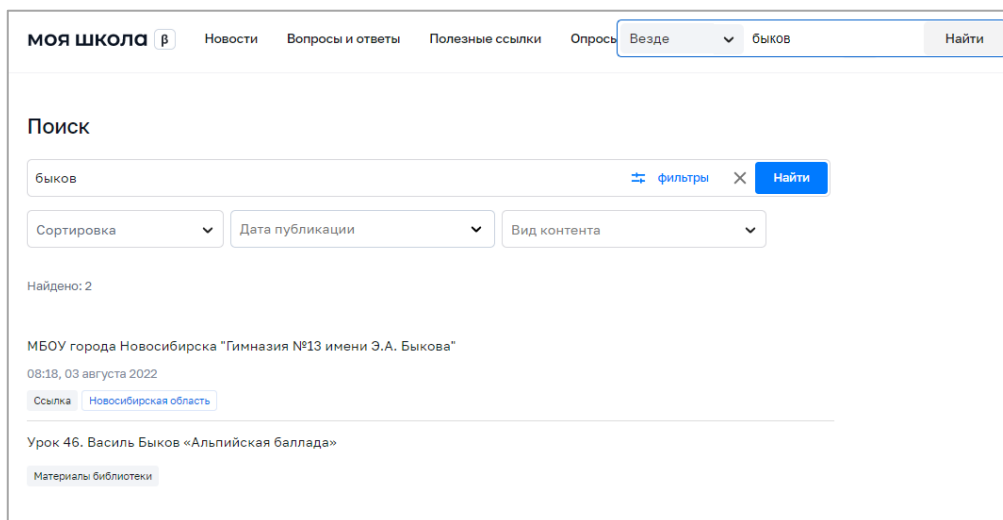 моя школа β Новости Вопросы и ответы Полезные ссылки Опросы Везде быков Найти
Поиск
быков фильтры Найти
Сортировка Дата публикации Вид контента
Найдено: 2
МБОУ города Новосибирска "Гимназия №13 имени Э.А. Быкова"
08:18, 03 августа 2022
Ссылка Новосибирская область
Урок 46. Василь Быков «Альпийская баллада»
Материалы библиотеки